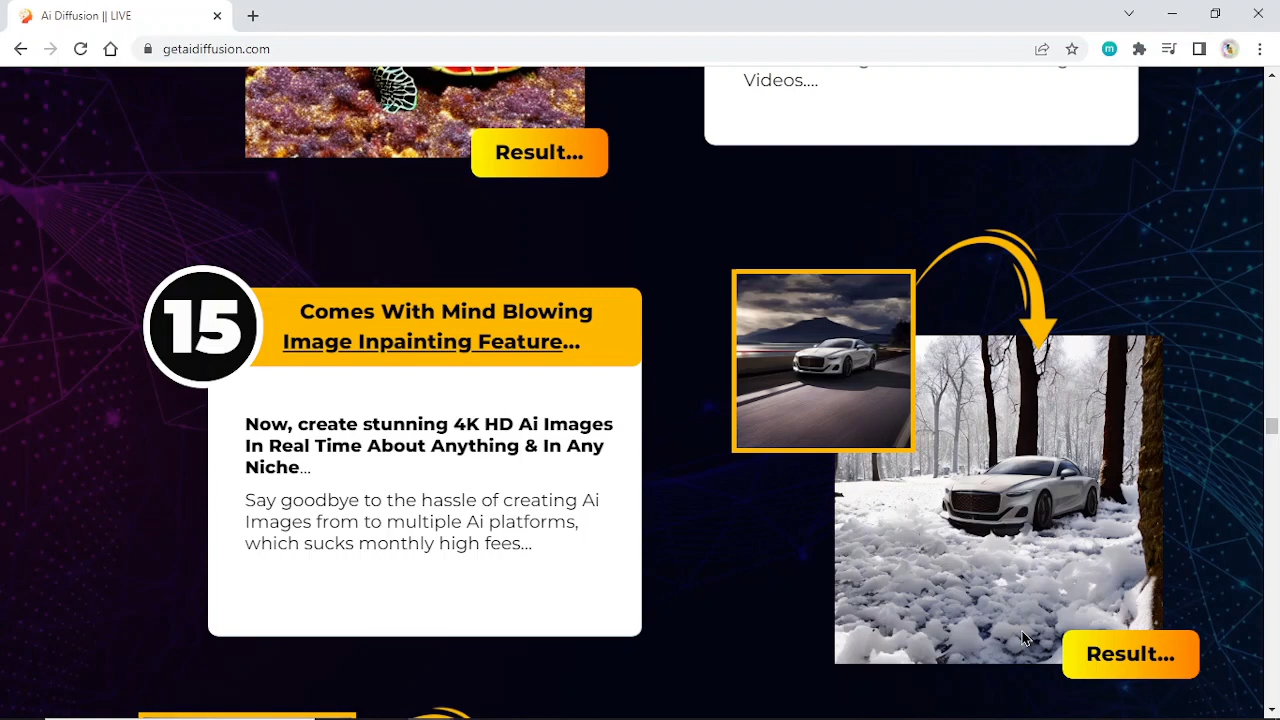 Ai Diffusion || LIVE
getaidiffusion.com
m
Videos....
Result...
15
Comes With Mind Blowing
Image Inpainting Feature...
Now, create stunning 4K HD Ai Images
In Real Time About Anything & In Any
Niche...
Say goodbye to the hassle of creating Ai
Images from to multiple Ai platforms,
which sucks monthly high fees...
Result...